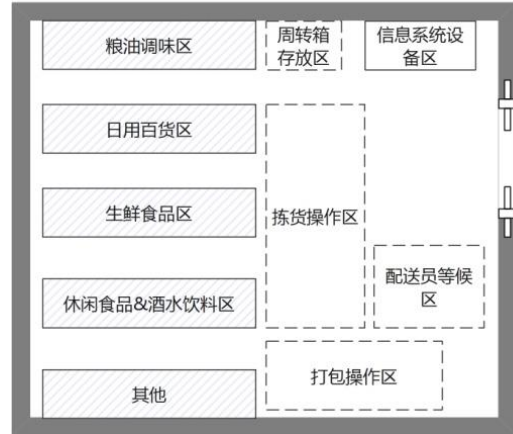 粮油调味区
周转箱
存放区
信息系统设
备区
日用百货区
生鲜食品区
拣货操作区
配送员等候
区
休闲食品&酒水饮料区
打包操作区
其他